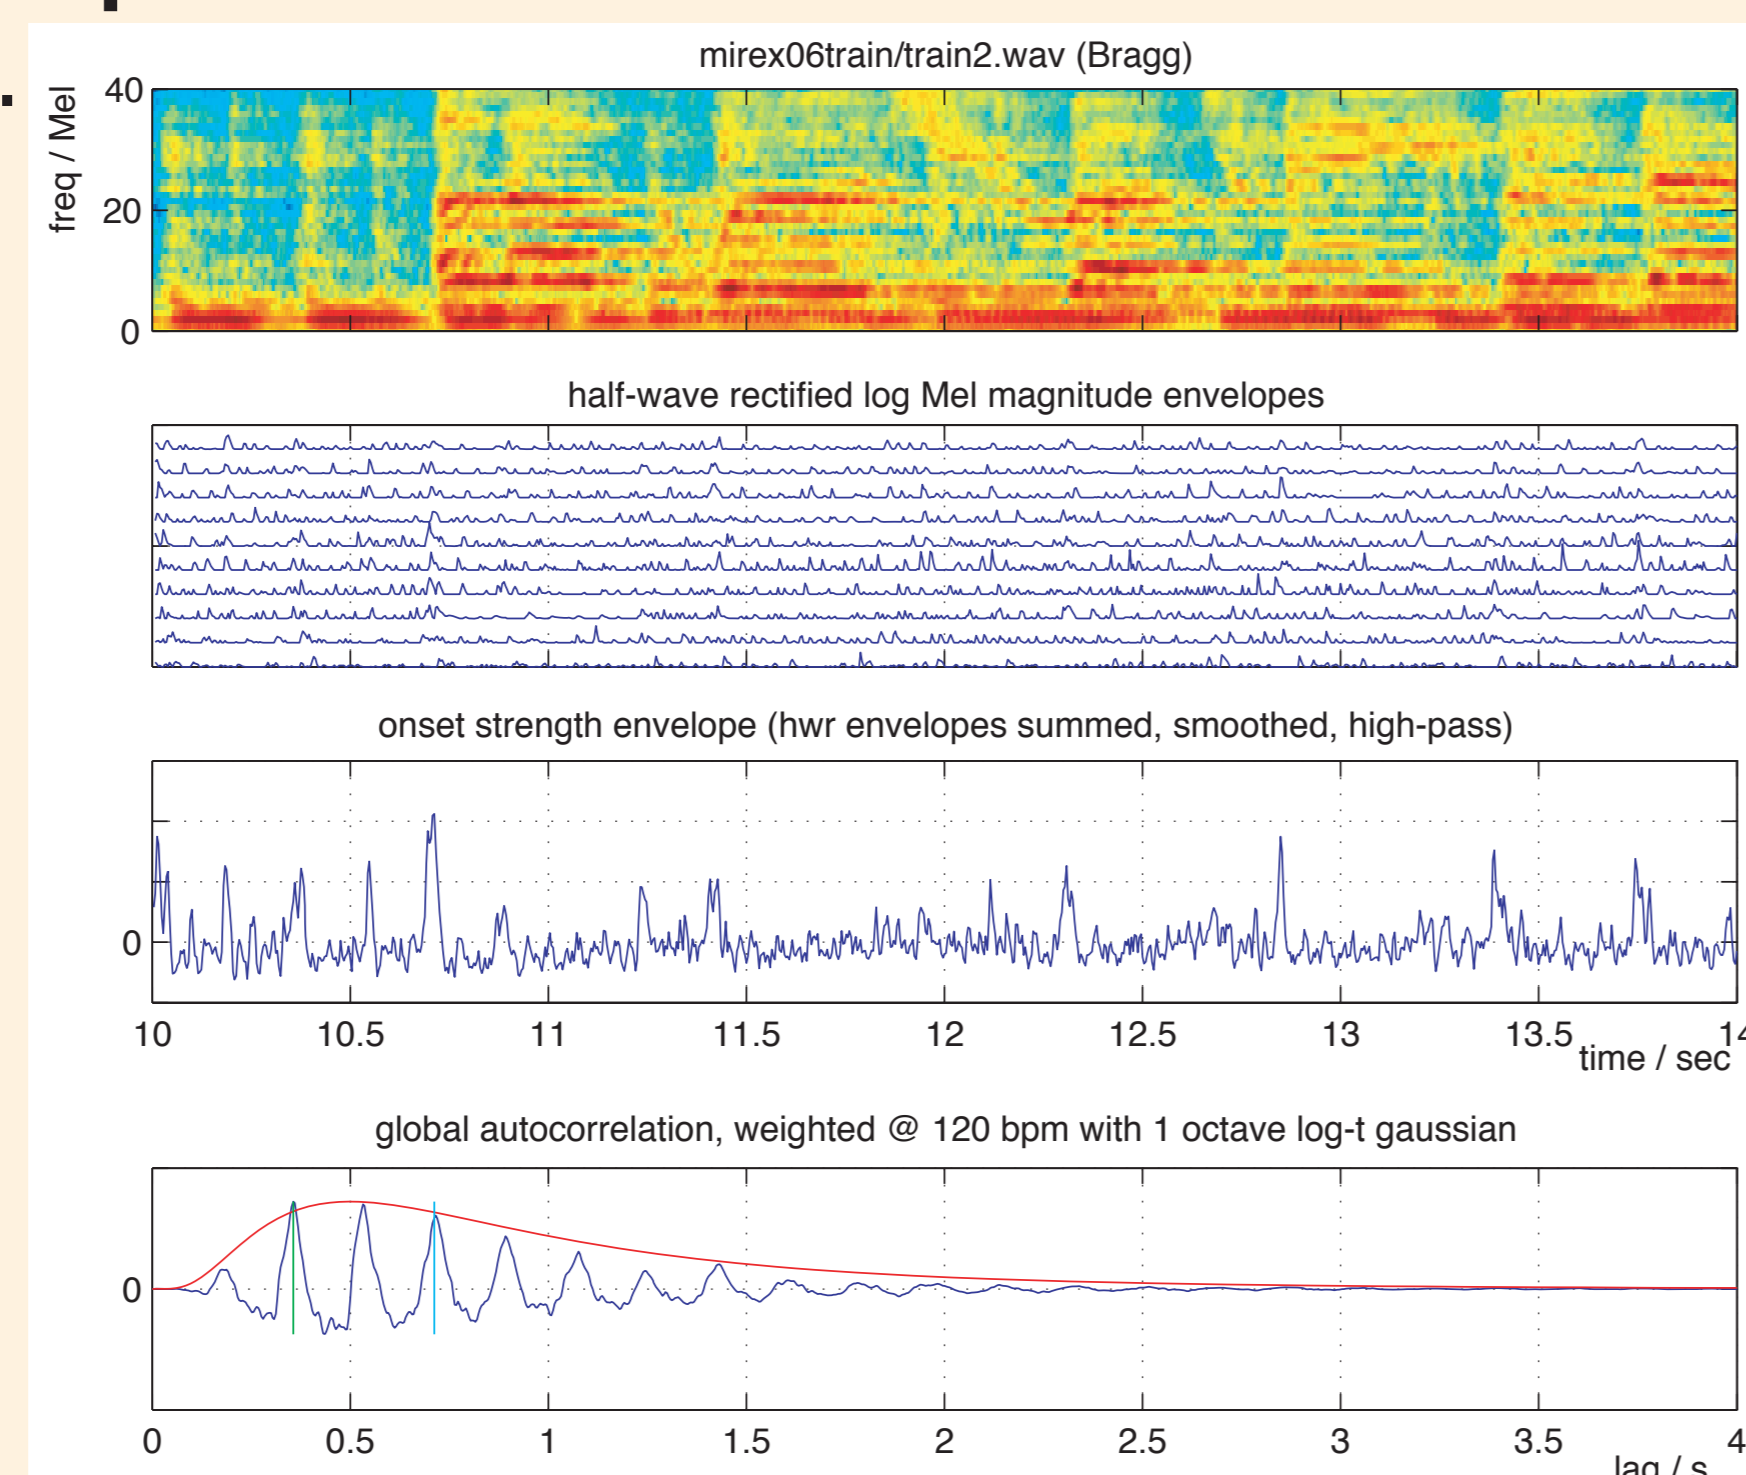 mirex06train/train2.wav (Bragg)
40
20
0
freq / Mel
half-wave rectified log Mel magnitude envelopes
onset strength envelope (hwr envelopes summed, smoothed, high-pass)
0
10 10.5 11 11.5 12 12.5 13 13.5 14
time / sec
global autocorrelation, weighted @ 120 bpm with 1 octave log-t gaussian
0
0 0.5 1 1.5 2 2.5 3 3.5 4
lag / s